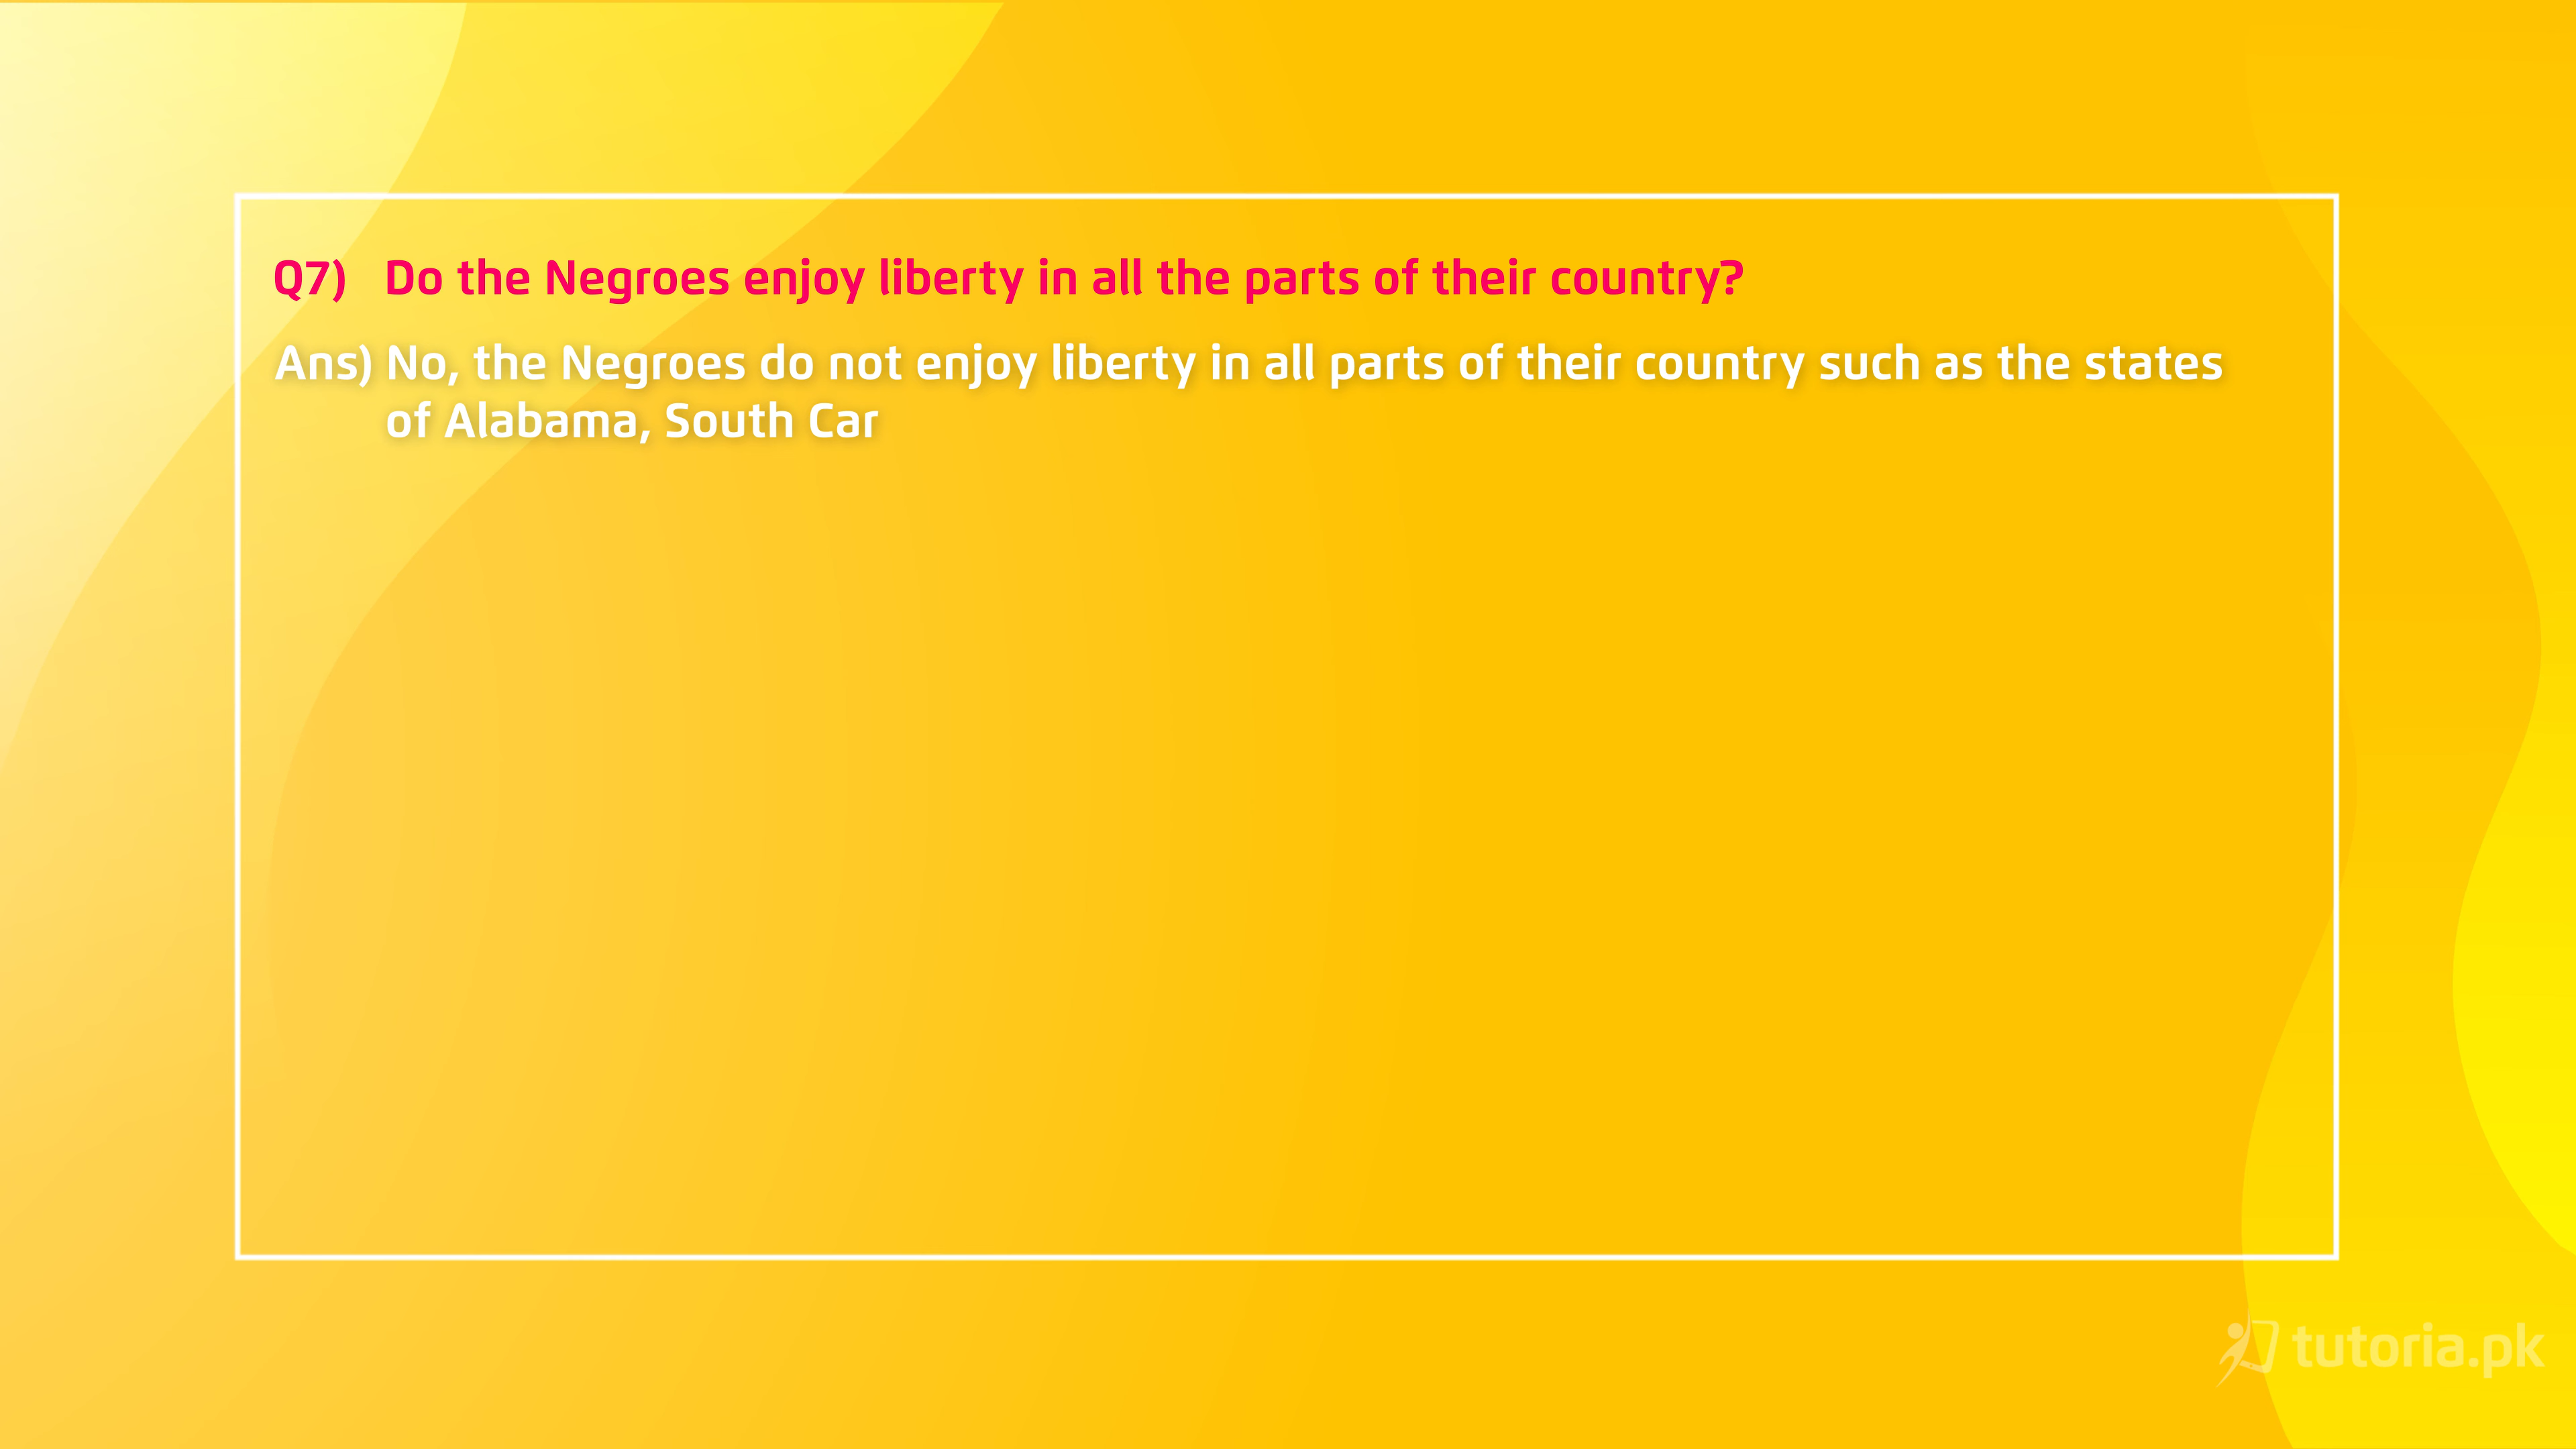 Q7) Do the Negroes enjoy liberty in all the parts of their country?
Ans) No, the Negroes do not enjoy liberty in all parts of their country such as the states
of Alabama, South Car
tutoria.pk